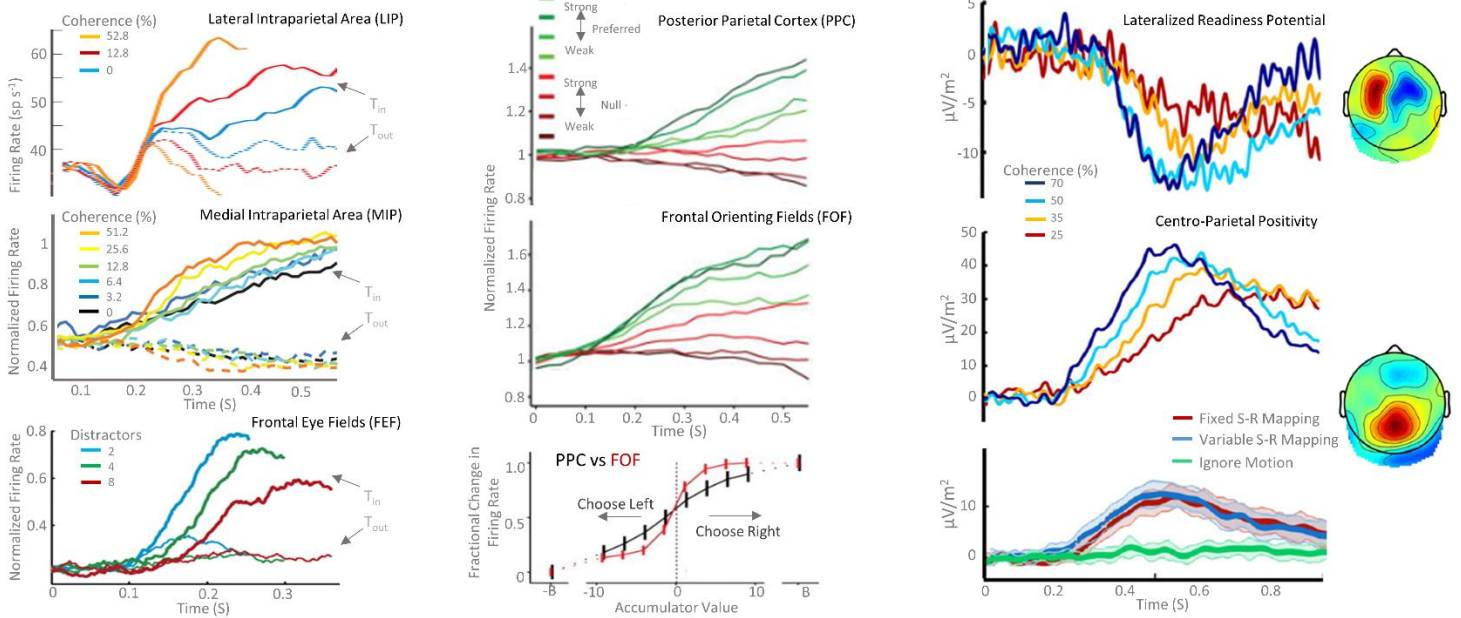 Lateral Intraparietal Area (LIP)
Coherence (%)
52.8
12.8
0
60
50
40
Firing Rate (sp s⁻¹)
T_in
T_out
Medial Intraparietal Area (MIP)
Coherence (%)
51.2
25.6
12.8
6.4
3.2
0
1
0.8
0.6
0.4
Normalized Firing Rate
T_in
T_out
0.1 0.2 0.3 0.4 0.5
Time (S)
Frontal Eye Fields (FEF)
Distractors
2
4
8
0.8
0.6
0.4
Normalized Firing Rate
T_in
T_out
0 0.1 0.2 0.3
Time (S)
Posterior Parietal Cortex (PPC)
Strong
Preferred
Weak
Strong
Null
Weak
1.4
1.2
1.0
0.8
Normalized Firing Rate
Frontal Orienting Fields (FOF)
1.6
1.4
1.2
1
0.8
0 0.1 0.2 0.3 0.4 0.5
Time (S)
PPC vs FOF
Fractional Change in
Firing Rate
1.0
0.5
0
Choose Left
Choose Right
-B -10 0 10 B
Accumulator Value
Lateralized Readiness Potential
5
0
-5
-10
µV/m²
Coherence (%)
70
50
35
25
Centro-Parietal Positivity
50
40
30
20
10
0
µV/m²
Fixed S-R Mapping
Variable S-R Mapping
Ignore Motion
10
0
µV/m²
0 0.2 0.4 0.6 0.8
Time (S)